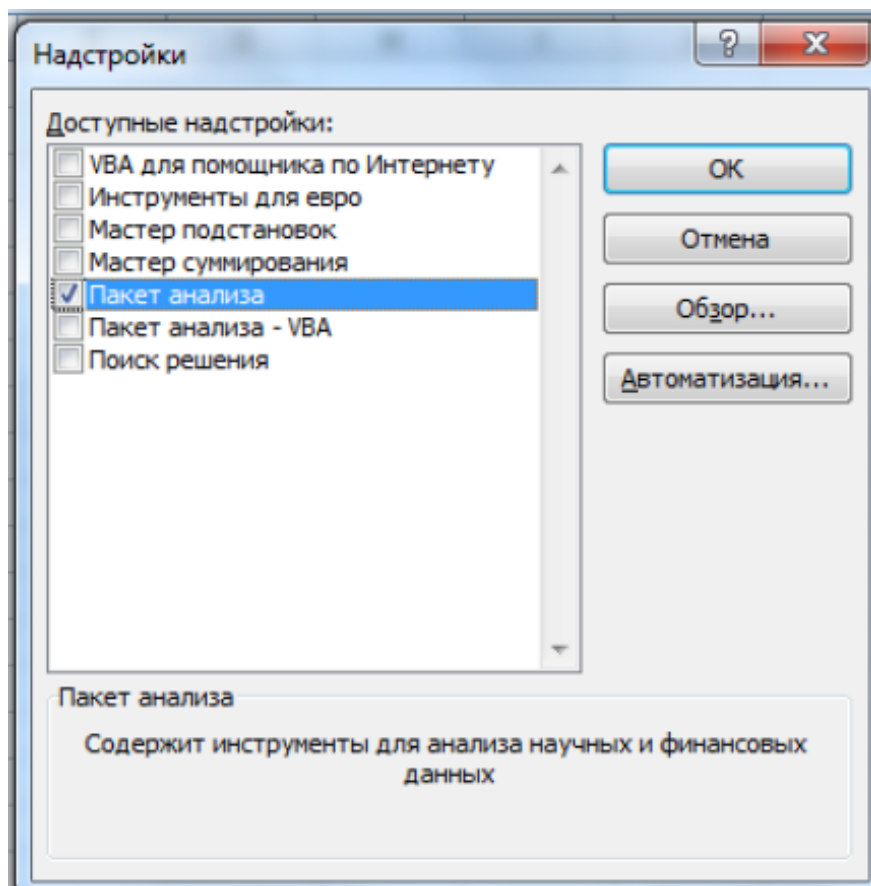 Надстройки
Доступные надстройки:
VBA для помощника по Интернету
Инструменты для евро
Мастер подстановок
Мастер суммирования
Пакет анализа
Пакет анализа - VBA
Поиск решения
ОК
Отмена
Обзор...
Автоматизация...
Пакет анализа
Содержит инструменты для анализа научных и финансовых
данных